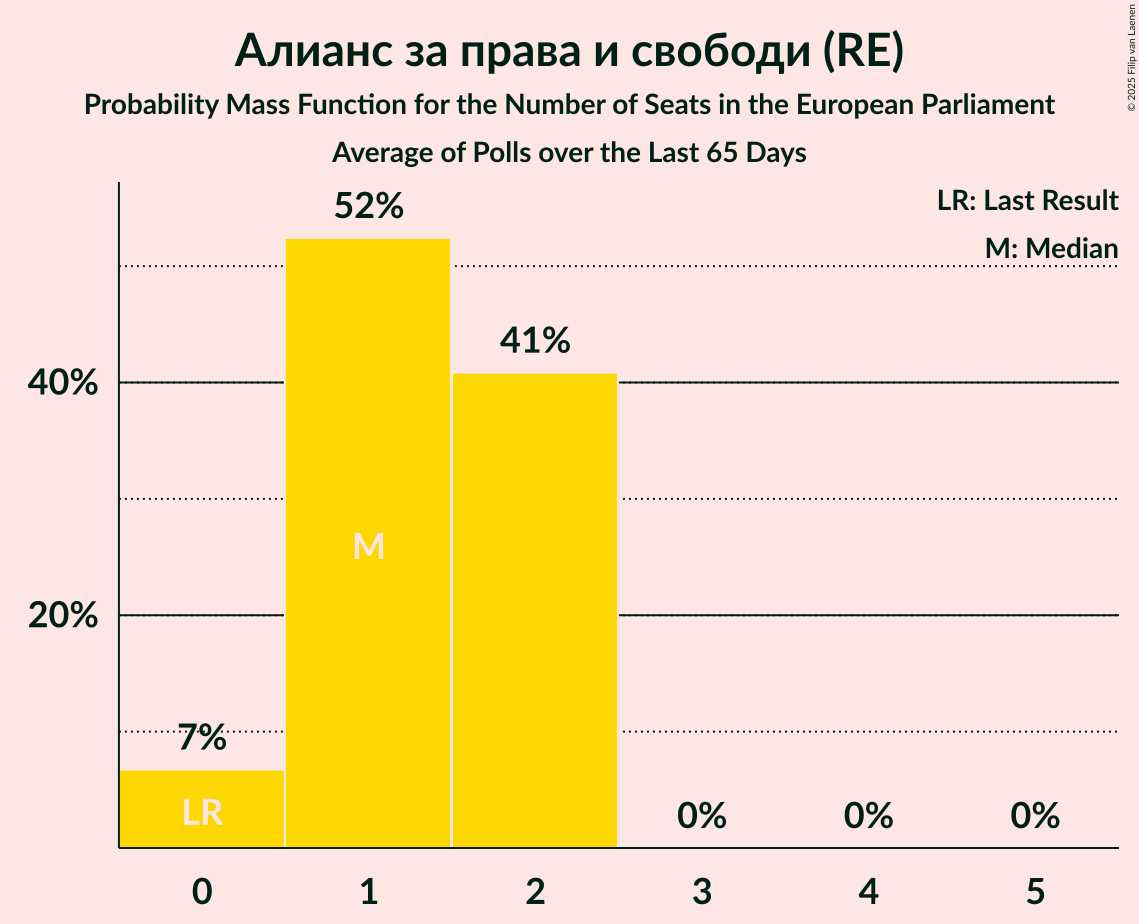 Алианс за права и свободи (RE)
Probability Mass Function for the Number of Seats in the European Parliament
Average of Polls over the Last 65 Days
© 2025 Filip van Laenen
LR: Last Result
M: Median
52%
41%
40%
M
20%
7%
LR
0%
0%
0%
0
1
2
3
4
5